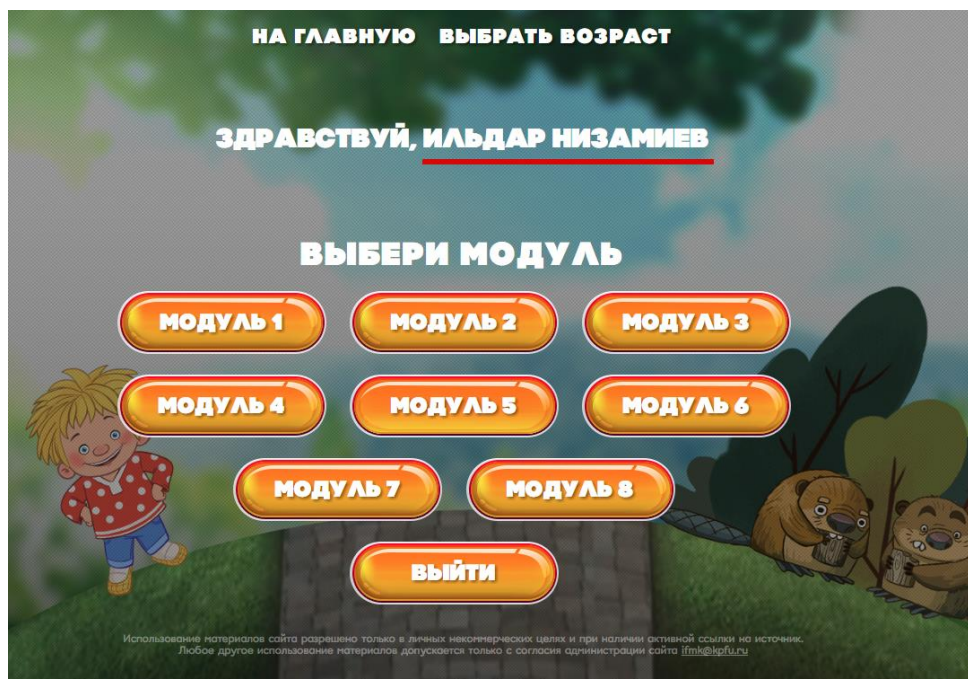 НА ГЛАВНУЮ ВЫБРАТЬ ВОЗРАСТ
ЗДРАВСТВУЙ, ИЛЬДАР НИЗАМИЕВ
ВЫБЕРИ МОДУЛЬ
МОДУЛЬ 1 МОДУЛЬ 2 МОДУЛЬ 3
МОДУЛЬ 4 МОДУЛЬ 5 МОДУЛЬ 6
МОДУЛЬ 7 МОДУЛЬ 8
ВЫЙТИ
Использование материалов сайта разрешено только в личных некоммерческих целях и при наличии активной ссылки на источник.
Любое другое использование материалов допускается только с согласия администрации сайта ifmk@kpfu.ru